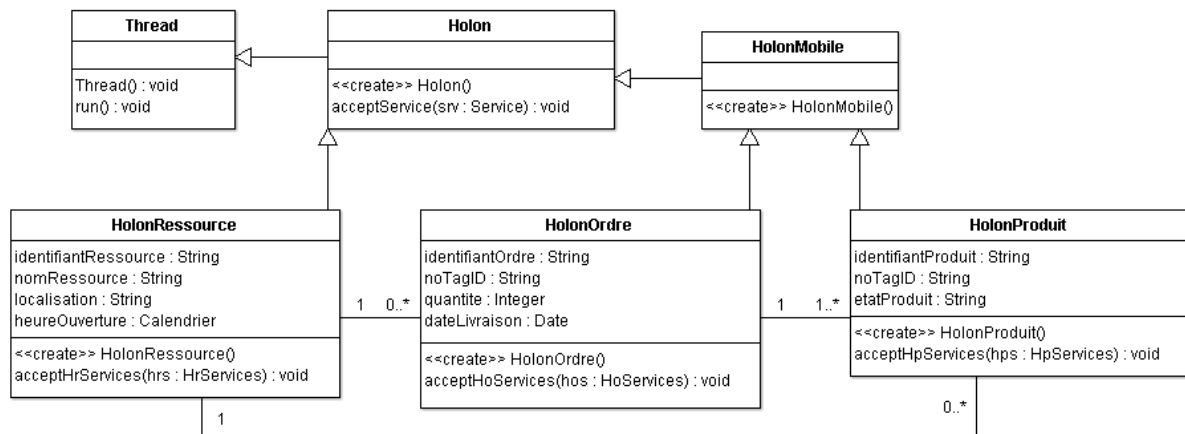 Thread
Thread() : void
run() : void
Holon
<<create>> Holon()
acceptService(srv : Service) : void
HolonMobile
<<create>> HolonMobile()
HolonRessource
identifiantRessource : String
nomRessource : String
localisation : String
heureOuverture : Calendrier
<<create>> HolonRessource()
acceptHrServices(hrs : HrServices) : void
1 0..*
HolonOrdre
identifiantOrdre : String
noTagID : String
quantite : Integer
dateLivraison : Date
<<create>> HolonOrdre()
acceptHoServices(hos : HoServices) : void
1 1..*
HolonProduit
identifiantProduit : String
noTagID : String
etatProduit : String
<<create>> HolonProduit()
acceptHpServices(hps : HpServices) : void
1
0..*